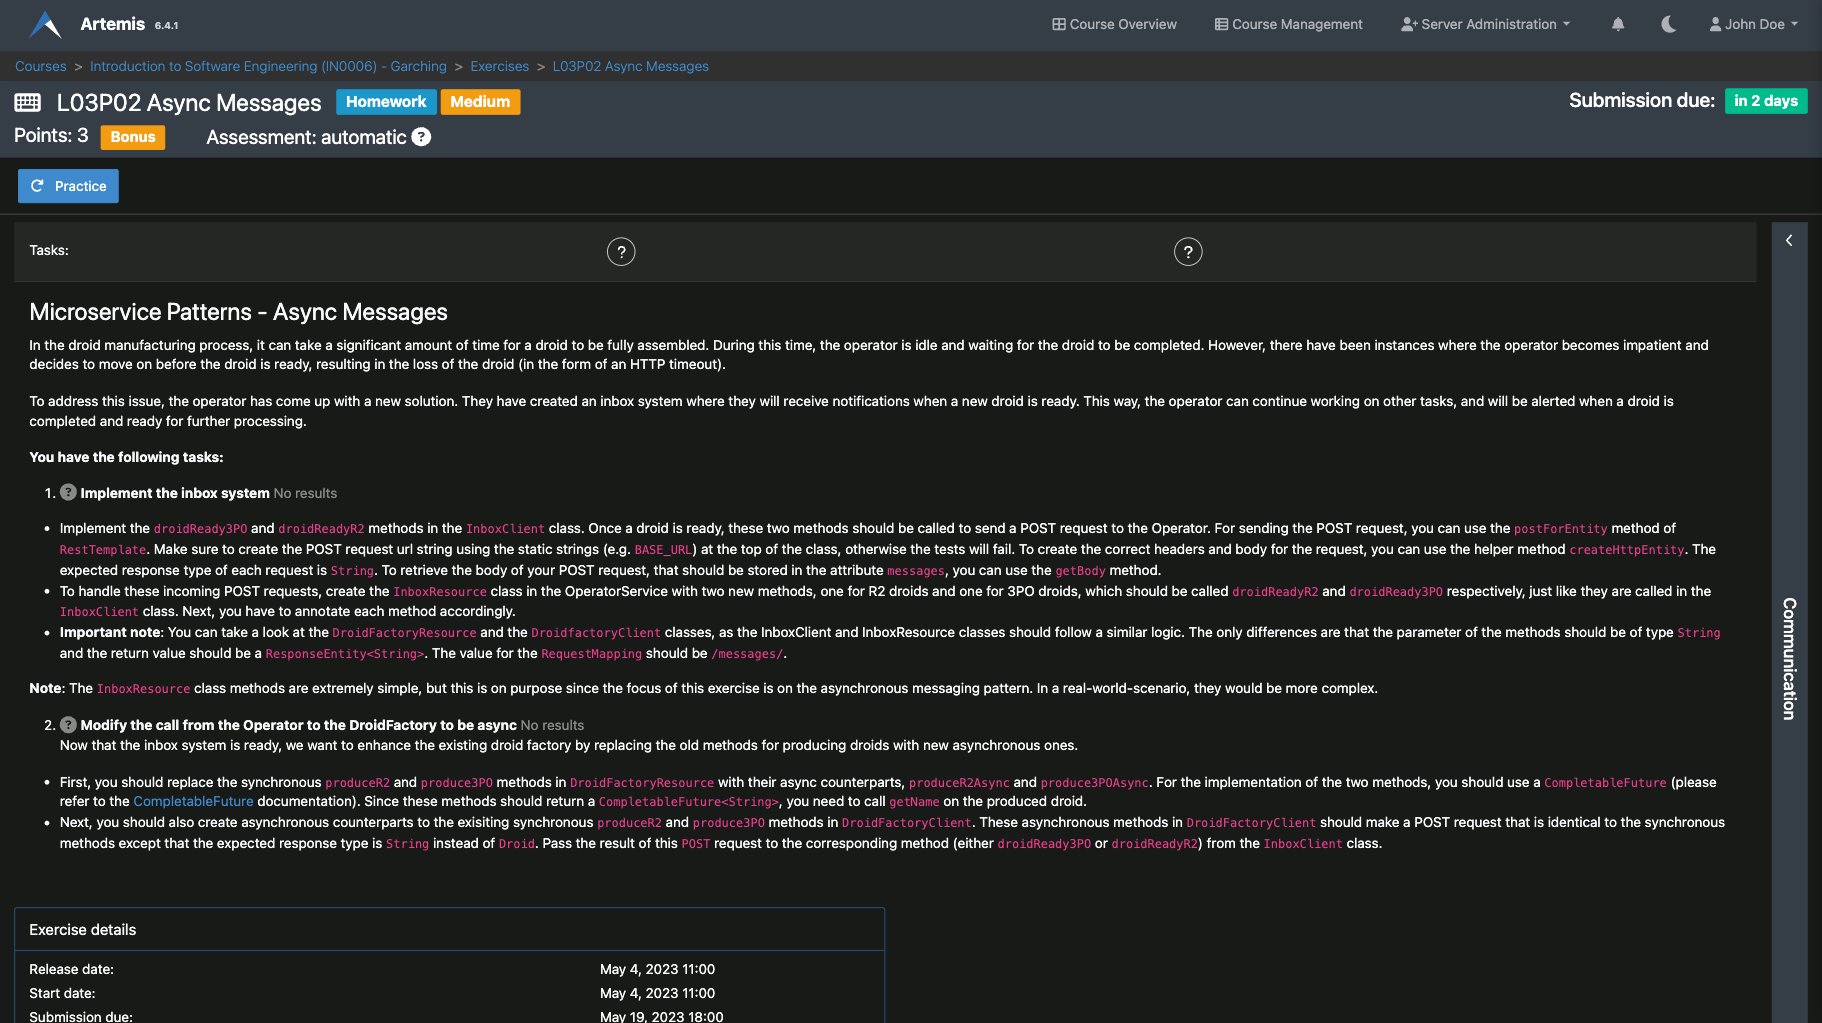 Artemis 6.4.1
Course Overview
Course Management
Server Administration
John Doe
Courses > Introduction to Software Engineering (IN0006) - Garching > Exercises > L03P02 Async Messages
L03P02 Async Messages Homework Medium
Submission due: in 2 days
Points: 3 Bonus Assessment: automatic ?
Practice
Tasks: ? ?
Microservice Patterns - Async Messages
In the droid manufacturing process, it can take a significant amount of time for a droid to be fully assembled. During this time, the operator is idle and waiting for the droid to be completed. However, there have been instances where the operator becomes impatient and
decides to move on before the droid is ready, resulting in the loss of the droid (in the form of an HTTP timeout).
To address this issue, the operator has come up with a new solution. They have created an inbox system where they will receive notifications when a new droid is ready. This way, the operator can continue working on other tasks, and will be alerted when a droid is
completed and ready for further processing.
You have the following tasks:
1. ? Implement the inbox system No results
• Implement the droidReady3PO and droidReadyR2 methods in the InboxClient class. Once a droid is ready, these two methods should be called to send a POST request to the Operator. For sending the POST request, you can use the postForEntity method of
RestTemplate. Make sure to create the POST request url string using the static strings (e.g. BASE_URL) at the top of the class, otherwise the tests will fail. To create the correct headers and body for the request, you can use the helper method createHttpEntity. The
expected response type of each request is String. To retrieve the body of your POST request, that should be stored in the attribute messages, you can use the getBody method.
• To handle these incoming POST requests, create the InboxResource class in the OperatorService with two new methods, one for R2 droids and one for 3PO droids, which should be called droidReadyR2 and droidReady3PO respectively, just like they are called in the
InboxClient class. Next, you have to annotate each method accordingly.
• Important note: You can take a look at the DroidFactoryResource and the DroidfactoryClient classes, as the InboxClient and InboxResource classes should follow a similar logic. The only differences are that the parameter of the methods should be of type String
and the return value should be a ResponseEntity<String>. The value for the RequestMapping should be /messages/.
Note: The InboxResource class methods are extremely simple, but this is on purpose since the focus of this exercise is on the asynchronous messaging pattern. In a real-world-scenario, they would be more complex.
2. ? Modify the call from the Operator to the DroidFactory to be async No results
Now that the inbox system is ready, we want to enhance the existing droid factory by replacing the old methods for producing droids with new asynchronous ones.
• First, you should replace the synchronous produceR2 and produce3PO methods in DroidFactoryResource with their async counterparts, produceR2Async and produce3POAsync. For the implementation of the two methods, you should use a CompletableFuture (please
refer to the CompletableFuture documentation). Since these methods should return a CompletableFuture<String>, you need to call getName on the produced droid.
• Next, you should also create asynchronous counterparts to the exisiting synchronous produceR2 and produce3PO methods in DroidFactoryClient. These asynchronous methods in DroidFactoryClient should make a POST request that is identical to the synchronous
methods except that the expected response type is String instead of Droid. Pass the result of this POST request to the corresponding method (either droidReady3PO or droidReadyR2) from the InboxClient class.
Communication
Exercise details
Release date: May 4, 2023 11:00
Start date: May 4, 2023 11:00
Submission due: May 19, 2023 18:00